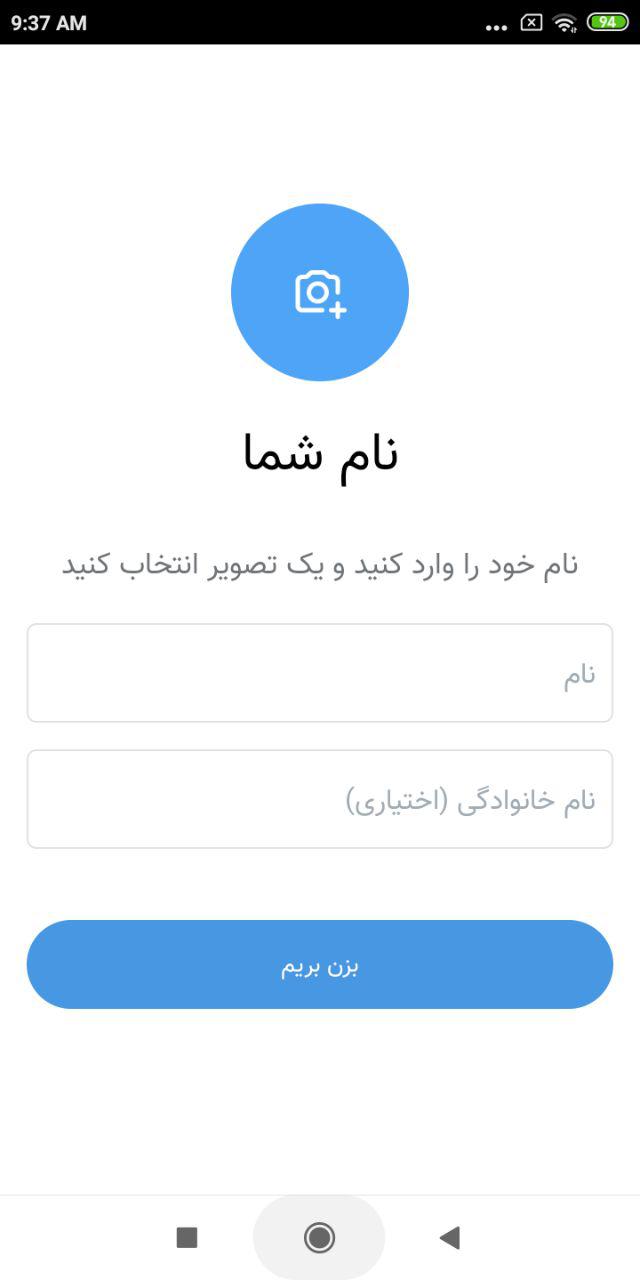 9:37 AM
94
نام شما
نام خود را وارد کنید و یک تصویر انتخاب کنید
نام
نام خانوادگی (اختیاری)
بزن بریم